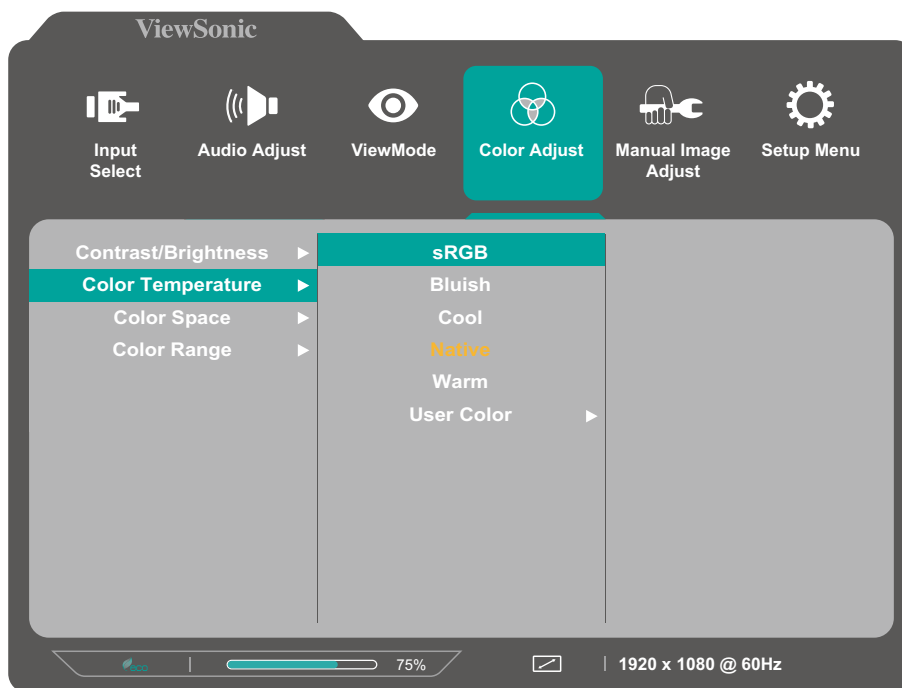 ViewSonic
Input Select
Audio Adjust
ViewMode
Color Adjust
Manual Image Adjust
Setup Menu
Contrast/Brightness
Color Temperature
Color Space
Color Range
sRGB
Bluish
Cool
Native
Warm
User Color
eco
75%
1920 x 1080 @ 60Hz